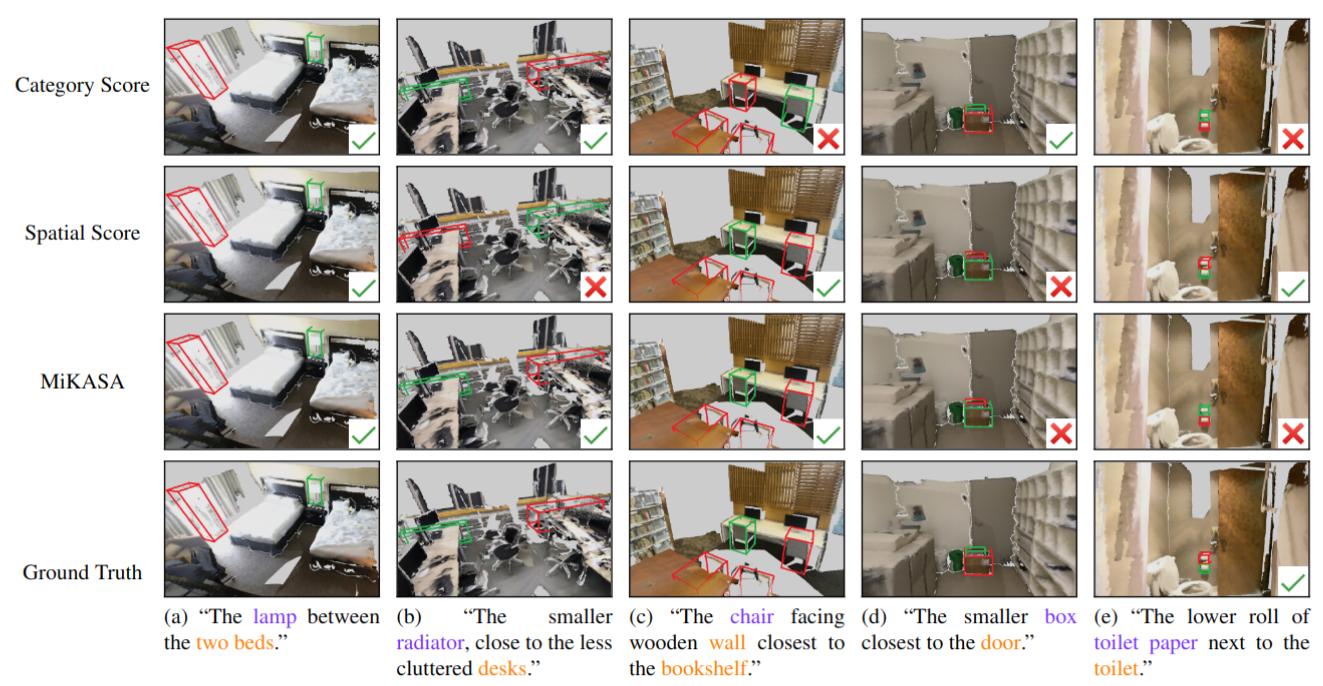 Category Score
Spatial Score
MiKASA
Ground Truth
(a) “The lamp between
the two beds.”
(b) “The smaller
radiator, close to the less
cluttered desks.”
(c) “The chair facing
wooden wall closest to
the bookshelf.”
(d) “The smaller box
closest to the door.”
(e) “The lower roll of
toilet paper next to the
toilet.”